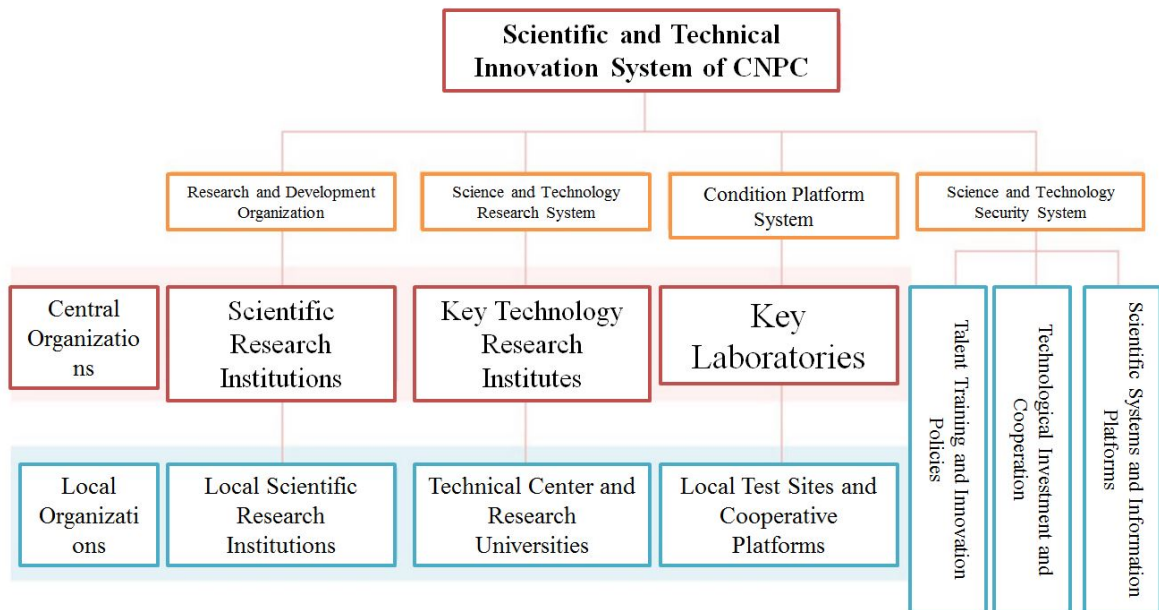 Scientific and Technical
Innovation System of CNPC
Research and Development
Organization
Science and Technology
Research System
Condition Platform
System
Science and Technology
Security System
Central
Organizatio
ns
Scientific
Research
Institutions
Key Technology
Research
Institutes
Key
Laboratories
Talent Training and Innovation
Policies
Technological Investment and
Cooperation
Scientific Systems and Information
Platforms
Local
Organizati
ons
Local Scientific
Research
Institutions
Technical Center and
Research
Universities
Local Test Sites and
Cooperative
Platforms